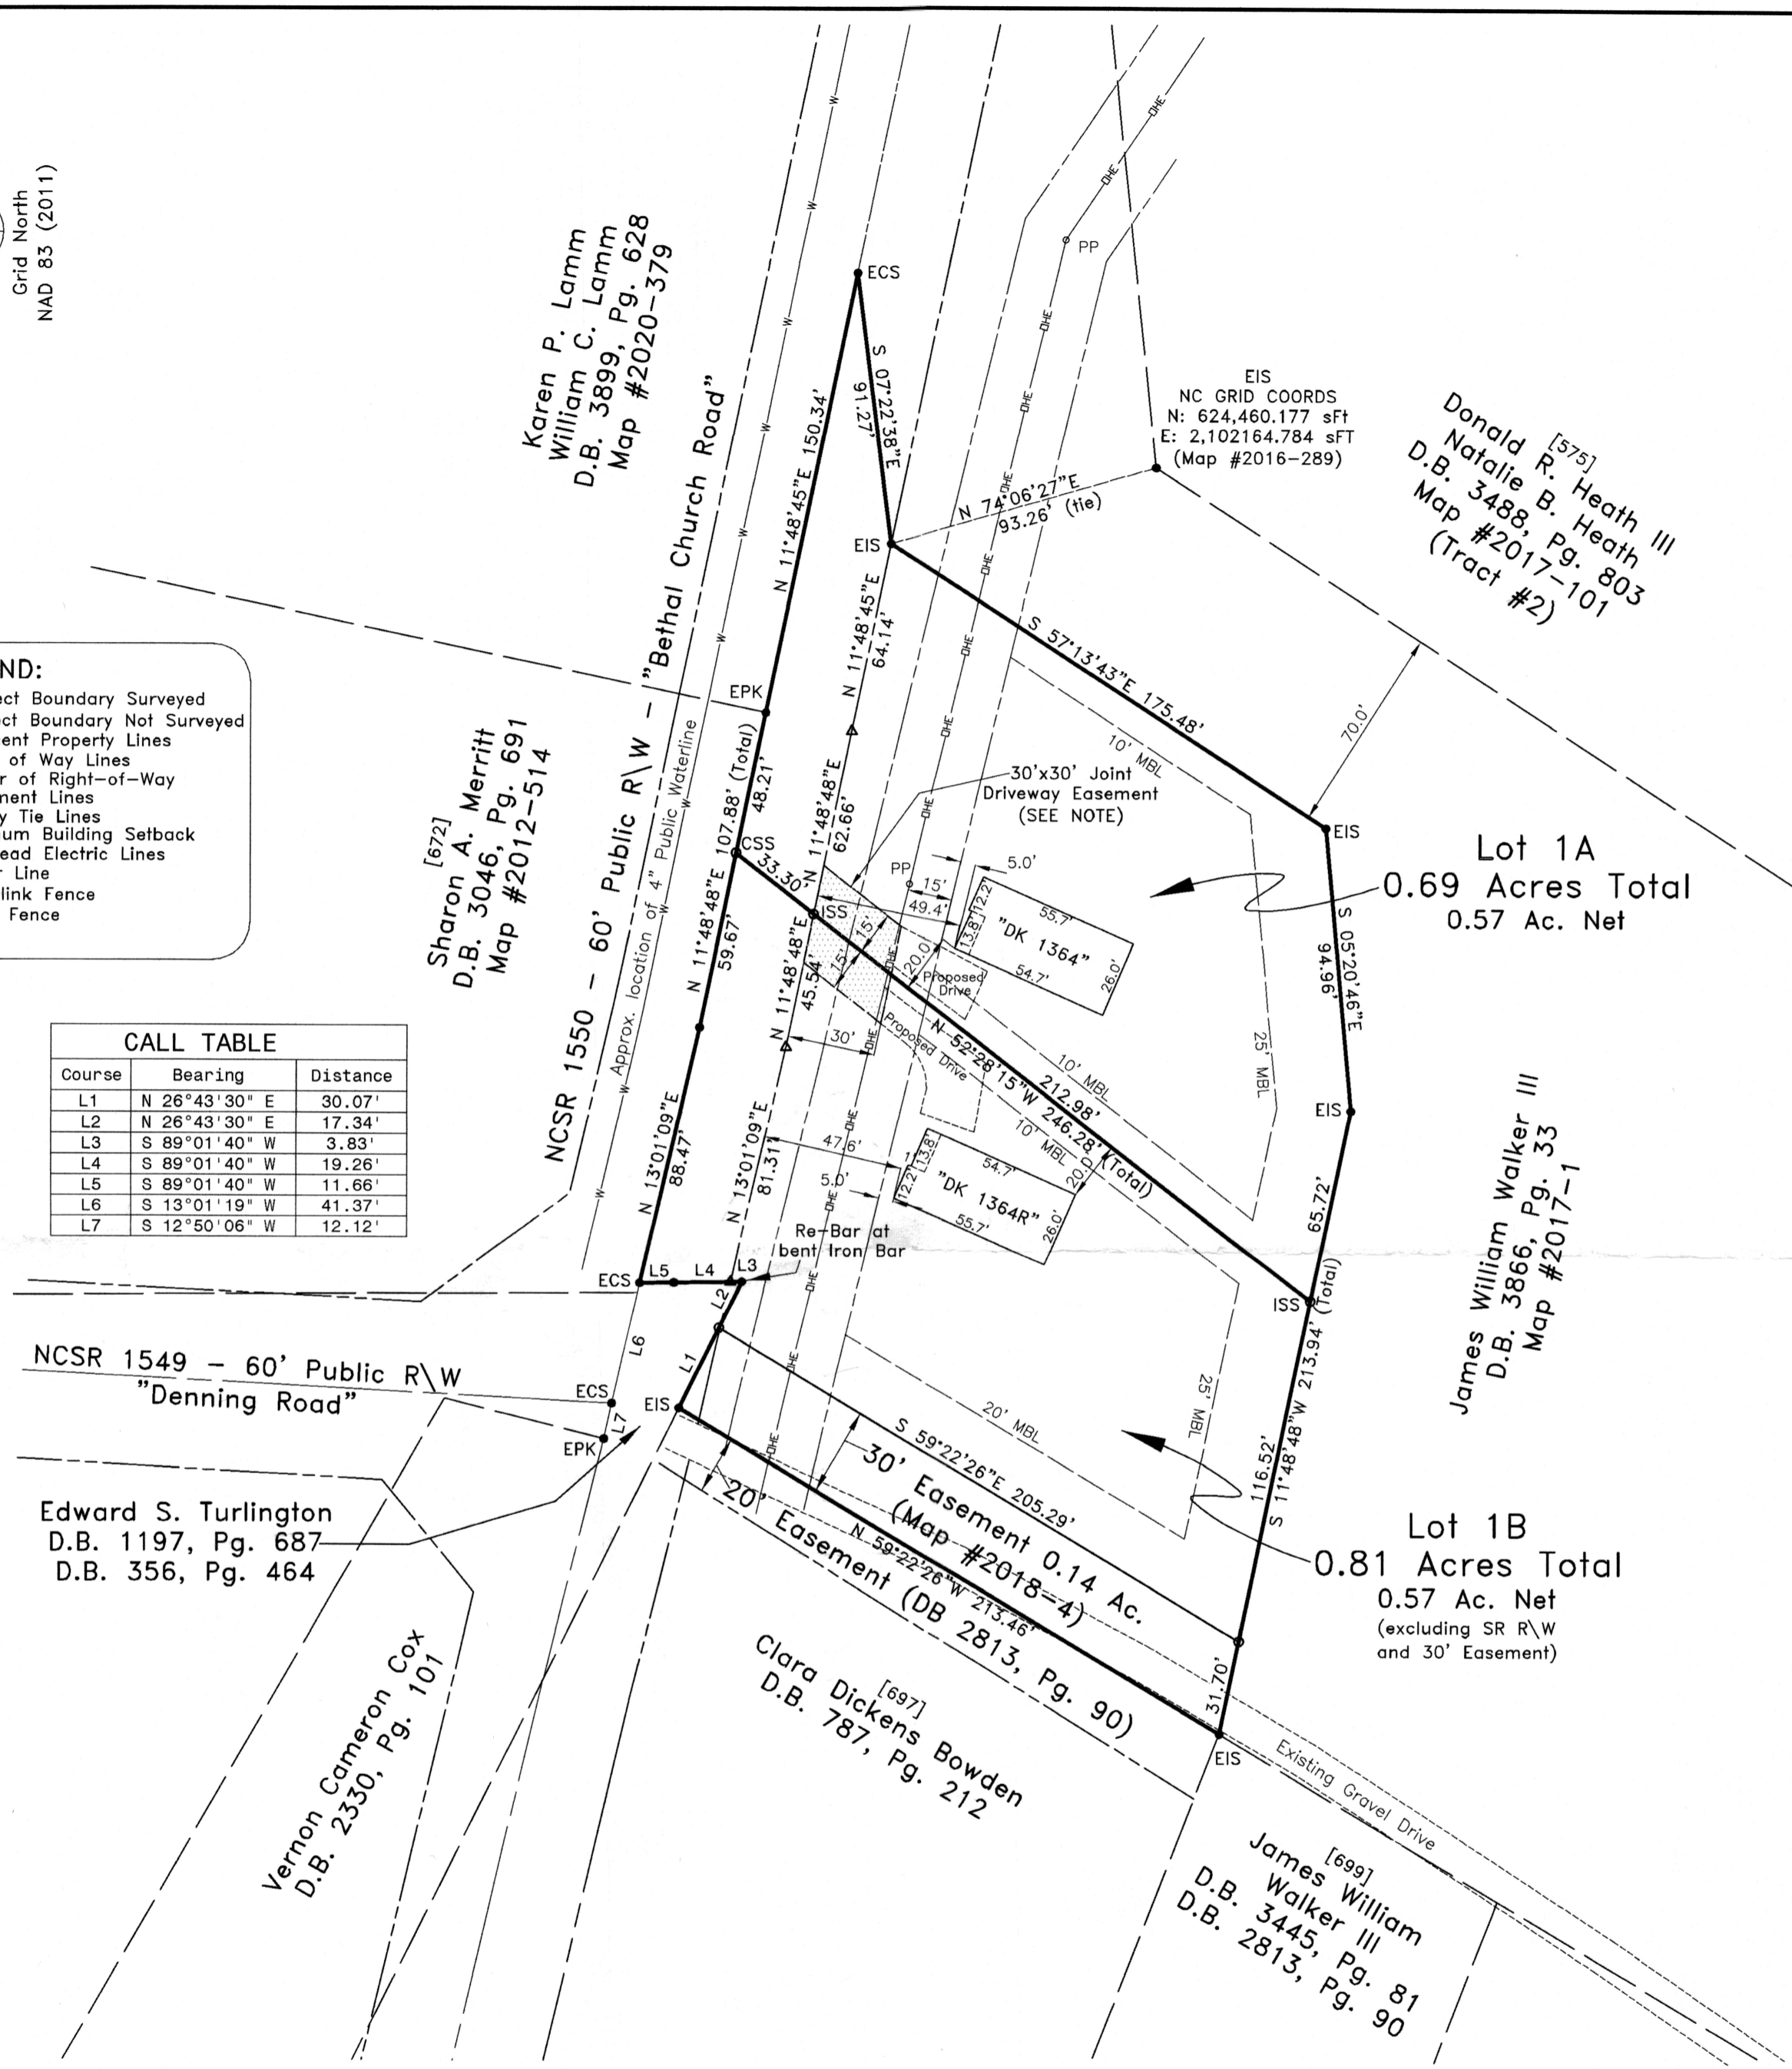 Grid North
NAD 83 (2011)
Karen P. Lamm
William C. Lamm
D.B. 3899, Pg. 628
Map #2020-379
ECS
PP
S 07°22'38"E
91.27'
N 11°48'45"E 150.34'
EIS
NC GRID COORDS
N: 624,460.177 sFt
E: 2,102164.784 sFT
(Map #2016-289)
N 74°06'27"E
93.26' (tie)
EIS
[575]
Donald R. Heath III
Natalie B. Heath
D.B. 3488, Pg. 803
Map #2017-101
(Tract #2)
N 11°48'45"E
64.14'
S 57°13'43"E 175.48'
70.0'
10' MBL
ND:
ect Boundary Surveyed
ct Boundary Not Surveyed
ent Property Lines
of Way Lines
r of Right-of-Way
ment Lines
y Tie Lines
um Building Setback
ead Electric Lines
Line
link Fence
Fence
[672]
Sharon A. Merritt
D.B. 3046, Pg. 691
Map #2012-514
NCSR 1550 - 60' Public R\W - "Bethal Church Road"
Approx. location of 4" Public Waterline
W
OHE
EPK
N 11°48'48"E 107.88' (Total)
48.21'
59.67'
CSS
33.30'
N 11°48'48"E
62.66'
ISS
30'x30' Joint
Driveway Easement
(SEE NOTE)
PP
15'
49.4'
5.0'
12.2'
13.8'
55.7'
"DK 1364"
54.7'
26.0'
15'
15'
20.0'
Proposed
Drive
Proposed Drive
EIS
Lot 1A
0.69 Acres Total
0.57 Ac. Net
S 05°20'46"E
94.96'
25' MBL
EIS
N 11°48'48"E
45.54'
30'
N 52°28'15"W 246.28' (Total)
212.98'
10' MBL
10' MBL
20.0'
CALL TABLE
Course Bearing Distance
L1 N 26°43'30" E 30.07'
L2 N 26°43'30" E 17.34'
L3 S 89°01'40" W 3.83'
L4 S 89°01'40" W 19.26'
L5 S 89°01'40" W 11.66'
L6 S 13°01'19" W 41.37'
L7 S 12°50'06" W 12.12'
N 13°01'09"E
88.47'
N 13°01'09"E
81.31'
47.6'
5.0'
12.2'
13.8'
54.7'
"DK 1364R"
55.7'
26.0'
Re-Bar at
bent Iron Bar
65.72'
James William Walker III
D.B. 3866, Pg. 33
Map #2017-1
ECS
L5
L4
L3
L2
L6
L1
L7
ISS
S 11°48'48"W 213.94' (Total)
116.52'
NCSR 1549 - 60' Public R\W
"Denning Road"
ECS
EIS
EPK
25' MBL
20' MBL
S 59°22'26"E 205.29'
30' Easement 0.14 Ac.
(Map #2018-4)
N 59°22'26"W 213.46'
20' Easement (DB 2813, Pg. 90)
Lot 1B
0.81 Acres Total
0.57 Ac. Net
(excluding SR R\W
and 30' Easement)
Edward S. Turlington
D.B. 1197, Pg. 687
D.B. 356, Pg. 464
31.70'
EIS
Existing Gravel Drive
Vernon Cameron Cox
D.B. 2330, Pg. 101
[697]
Clara Dickens Bowden
D.B. 787, Pg. 212
[699]
James William
Walker III
D.B. 3445, Pg. 81
D.B. 2813, Pg. 90